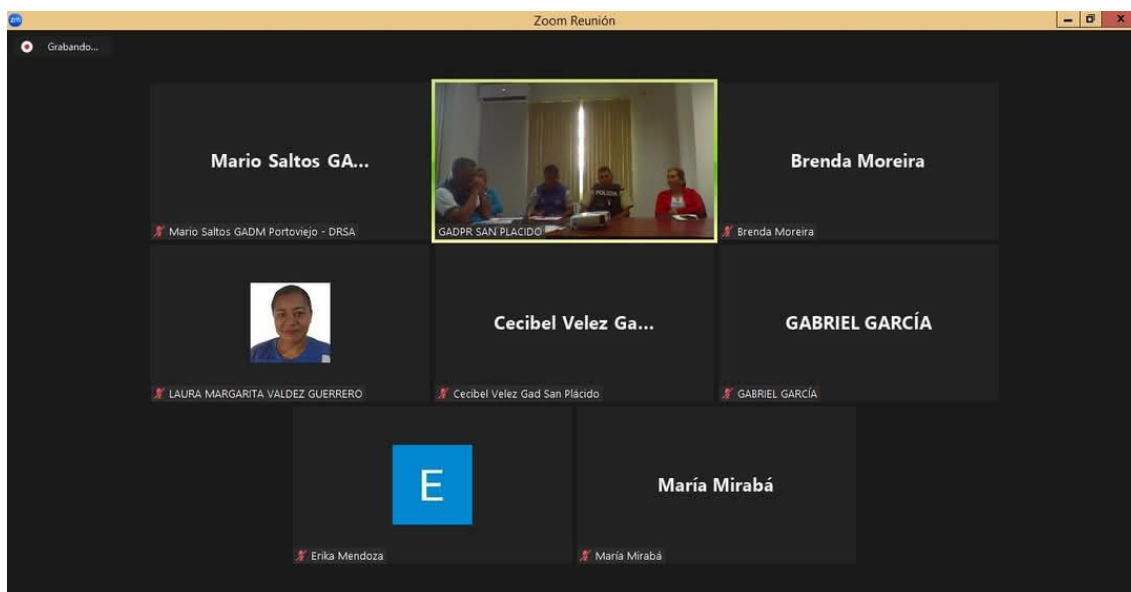 zm
Zoom Reunión
Grabando...
Mario Saltos GA...
Mario Saltos GADM Portoviejo - DRSA
POLICIA
GADPR SAN PLACIDO
Brenda Moreira
Brenda Moreira
LAURA MARGARITA VALDEZ GUERRERO
Cecibel Velez Ga...
Cecibel Velez Gad San Plácido
GABRIEL GARCÍA
GABRIEL GARCÍA
E
Erika Mendoza
María Mirabá
María Mirabá